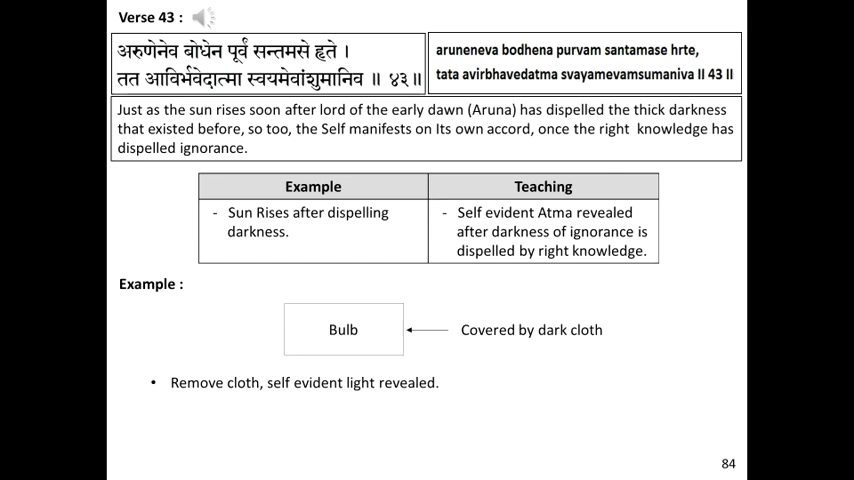 Verse 43 :
अरुणेनेव बोधेन पूर्वं सन्तमसे हृते ।
तत आविर्भवेदात्मा स्वयमेवांशुमानिव ॥ ४३॥
aruneneva bodhena purvam santamase hrte,
tata avirbhavedatma svayamevamsumaniva II 43 II
Just as the sun rises soon after lord of the early dawn (Aruna) has dispelled the thick darkness
that existed before, so too, the Self manifests on Its own accord, once the right knowledge has
dispelled ignorance.
Example
Teaching
- Sun Rises after dispelling
darkness.
- Self evident Atma revealed
after darkness of ignorance is
dispelled by right knowledge.
Example :
Bulb
Covered by dark cloth
• Remove cloth, self evident light revealed.
84